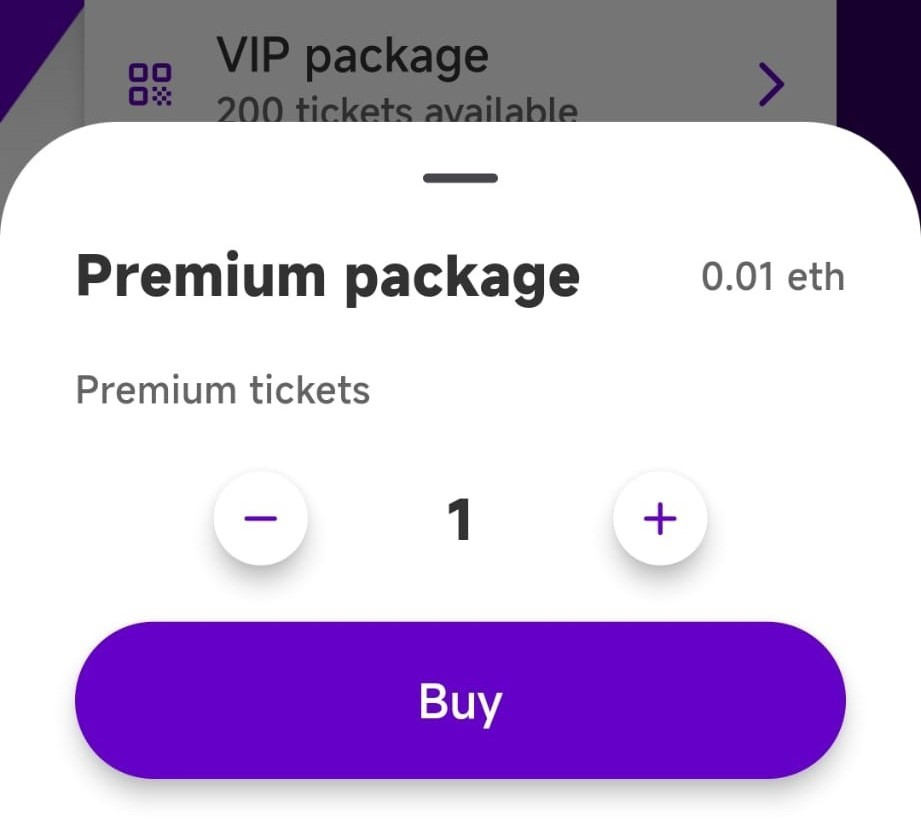 VIP package
200 tickets available
Premium package 0.01 eth
Premium tickets
1
Buy